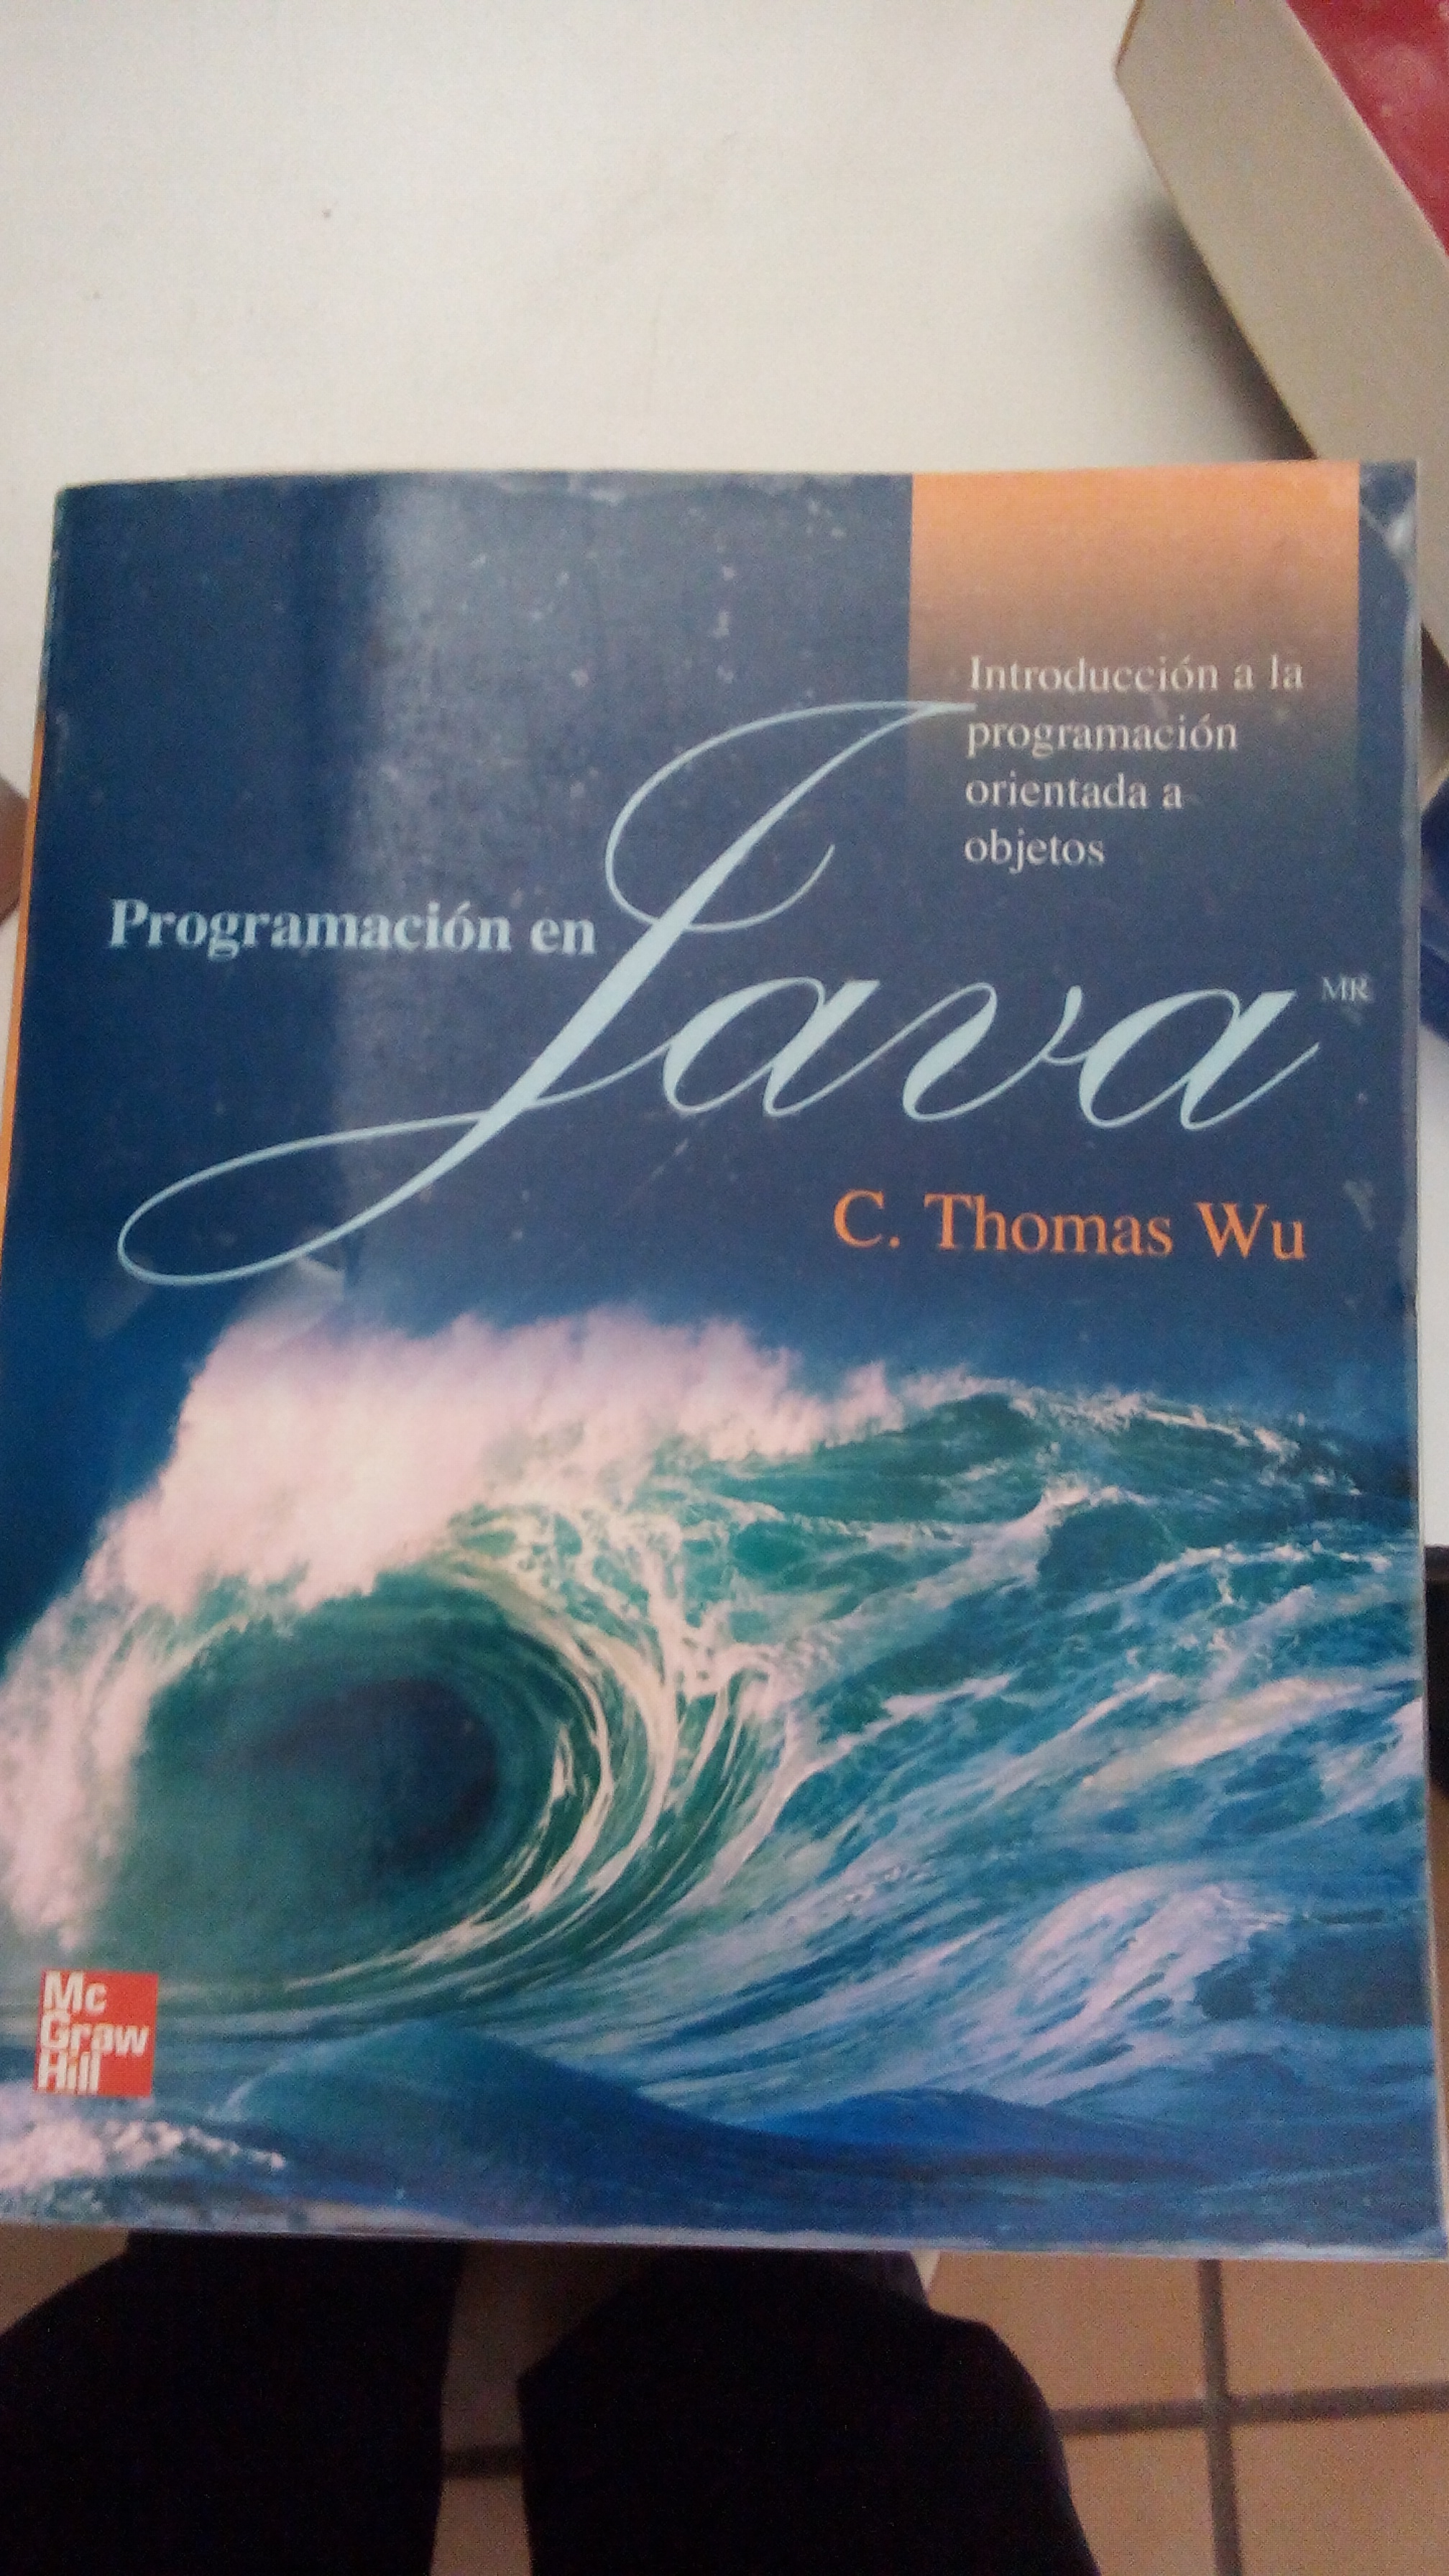 Introducción a la
programación
orientada a
objetos
Programación en
Java MR
C. Thomas Wu
Mc
Graw
Hill